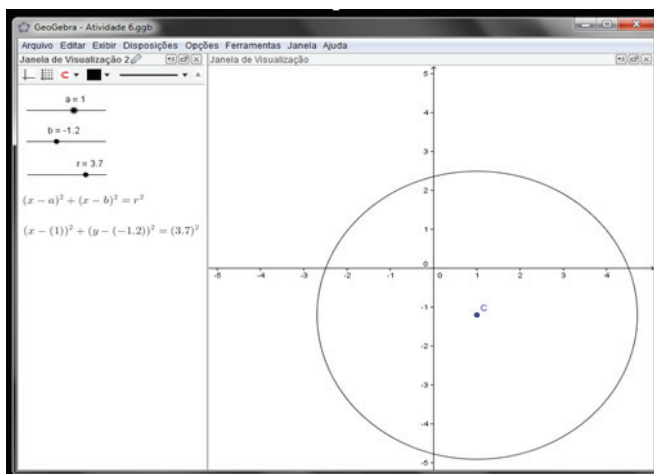 GeoGebra - Atividade 6.ggb
Arquivo Editar Exibir Disposições Opções Ferramentas Janela Ajuda
Janela de Visualização 2
Janela de Visualização
A
a = 1
b = -1.2
r = 3.7
(x − a)² + (x − b)² = r²
(x − (1))² + (y − (−1.2))² = (3.7)²
5
4
3
2
1
0
-5 -4 -3 -2 -1 0 1 2 3 4
-1
C
-2
-3
-4
-5